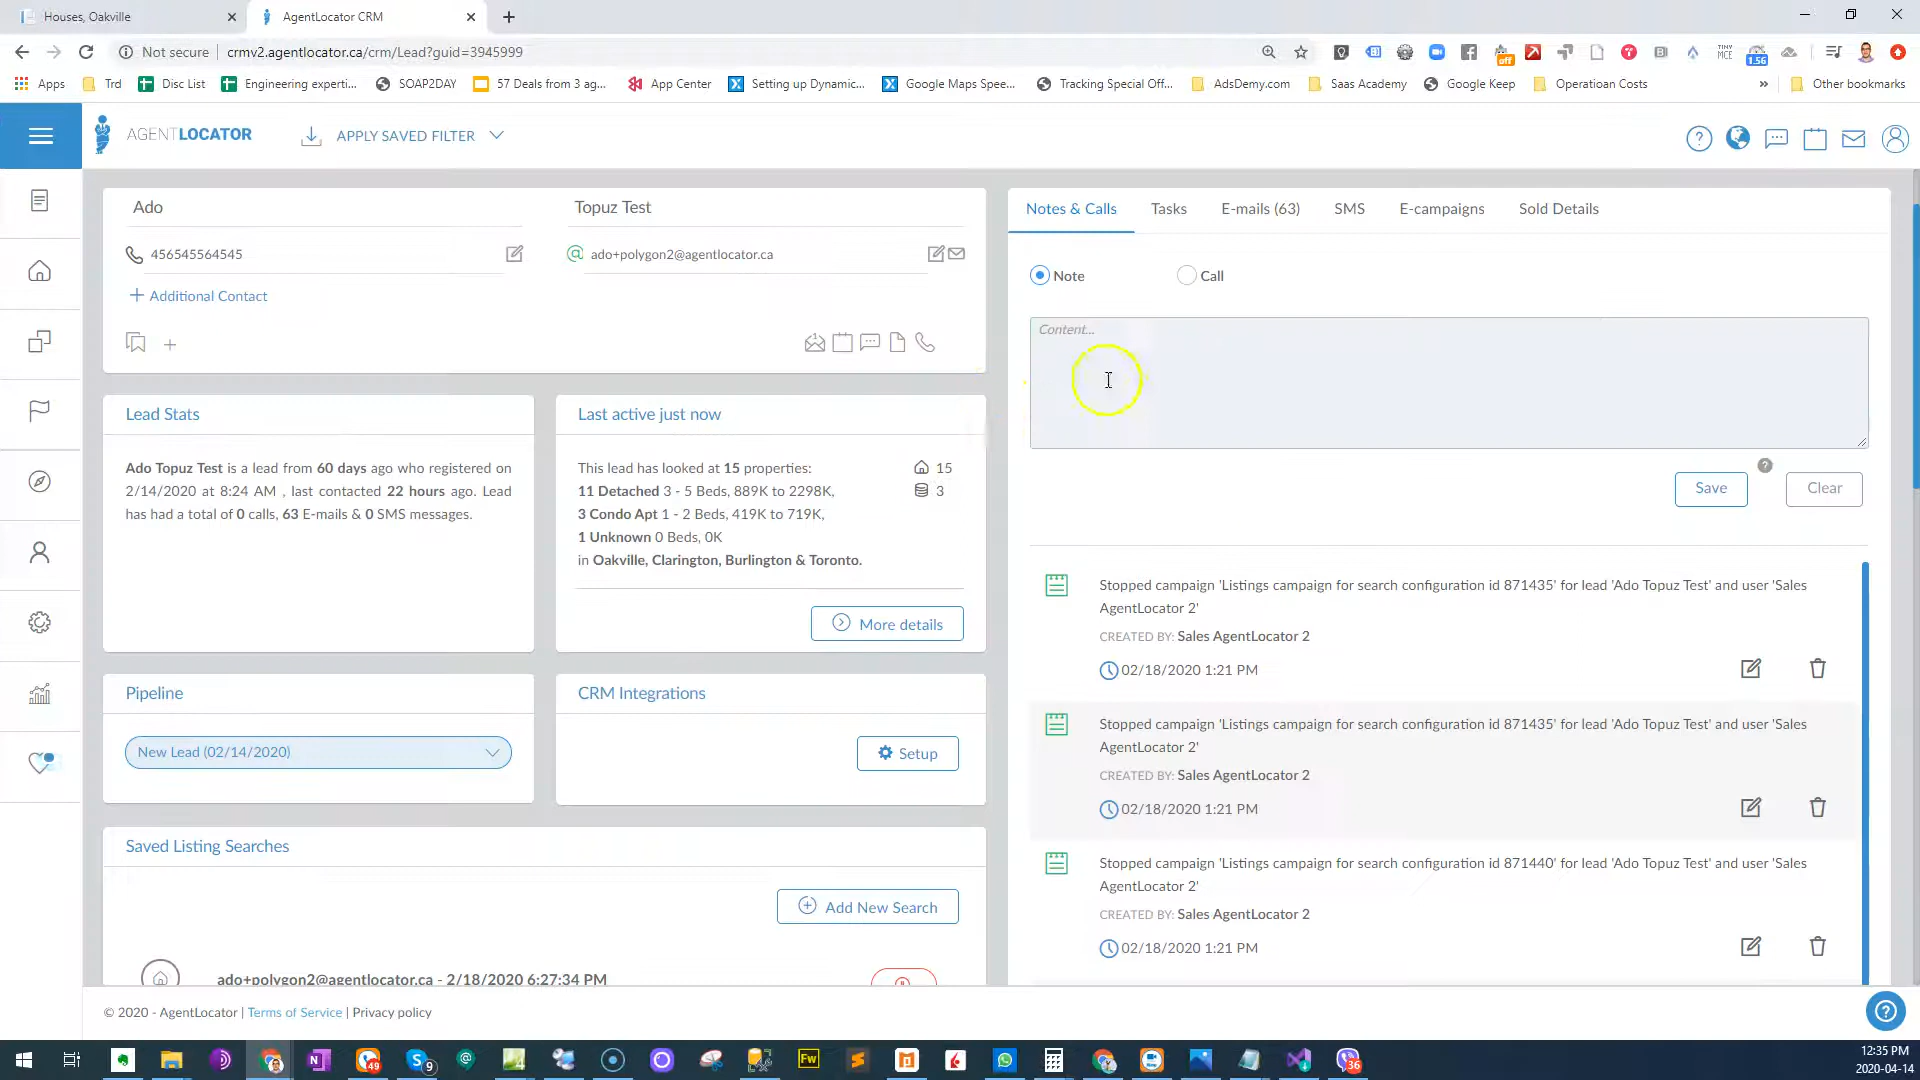 Houses, Oakville
AgentLocator CRM
Not secure | crmv2.agentlocator.ca/crm/Lead?guid=3945999
off
TINY MCE
1.56
Apps
Trd
Disc List
Engineering experti...
SOAP2DAY
57 Deals from 3 ag...
App Center
Setting up Dynamic...
Google Maps Spee...
Tracking Special Off...
AdsDemy.com
Saas Academy
Google Keep
Operatioan Costs
»
Other bookmarks
AGENTLOCATOR
APPLY SAVED FILTER
Ado
Topuz Test
456545564545
ado+polygon2@agentlocator.ca
+ Additional Contact
Lead Stats
Ado Topuz Test is a lead from 60 days ago who registered on
2/14/2020 at 8:24 AM , last contacted 22 hours ago. Lead
has had a total of 0 calls, 63 E-mails & 0 SMS messages.
Last active just now
This lead has looked at 15 properties:
11 Detached 3 - 5 Beds, 889K to 2298K,
3 Condo Apt 1 - 2 Beds, 419K to 719K,
1 Unknown 0 Beds, 0K
in Oakville, Clarington, Burlington & Toronto.
15
3
More details
Pipeline
New Lead (02/14/2020)
CRM Integrations
Setup
Saved Listing Searches
Add New Search
ado+polygon2@agentlocator.ca - 2/18/2020 6:27:34 PM
Notes & Calls
Tasks
E-mails (63)
SMS
E-campaigns
Sold Details
Note
Call
Content...
Save
Clear
Stopped campaign 'Listings campaign for search configuration id 871435' for lead 'Ado Topuz Test' and user 'Sales
AgentLocator 2'
CREATED BY: Sales AgentLocator 2
02/18/2020 1:21 PM
Stopped campaign 'Listings campaign for search configuration id 871435' for lead 'Ado Topuz Test' and user 'Sales
AgentLocator 2'
CREATED BY: Sales AgentLocator 2
02/18/2020 1:21 PM
Stopped campaign 'Listings campaign for search configuration id 871440' for lead 'Ado Topuz Test' and user 'Sales
AgentLocator 2'
CREATED BY: Sales AgentLocator 2
02/18/2020 1:21 PM
© 2020 - AgentLocator | Terms of Service | Privacy policy
49
9
Fw
36
12:35 PM
2020-04-14